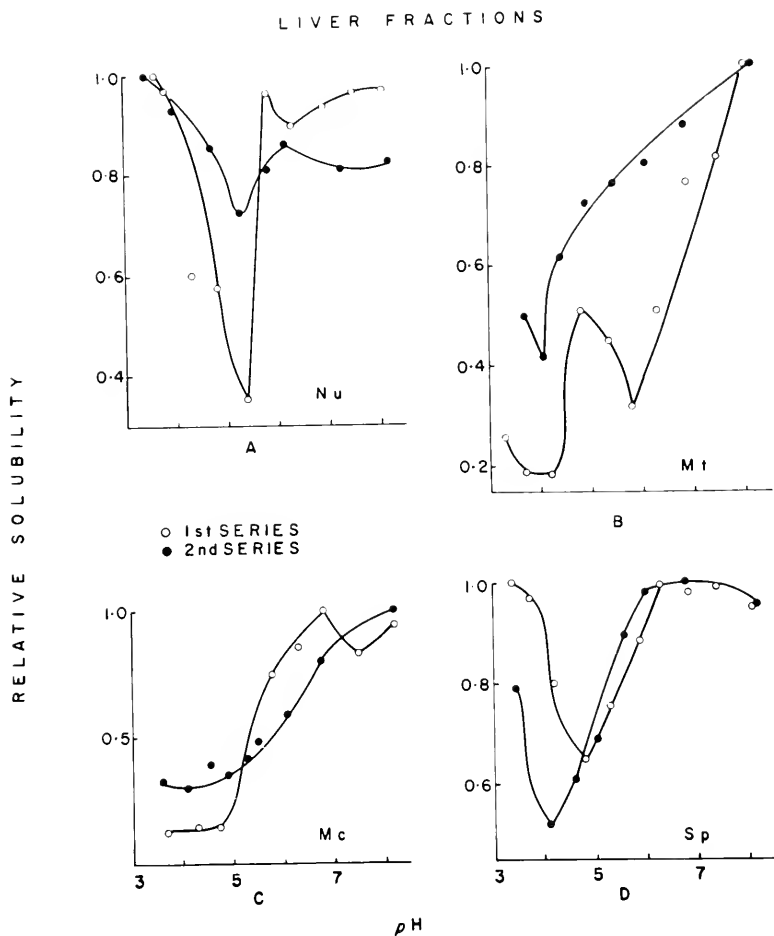 LIVER FRACTIONS
RELATIVE SOLUBILITY
1·0
0·8
0·6
0·4
Nu
A
1·0
0·8
0·6
0·4
0·2
Mt
B
○ 1st SERIES
● 2nd SERIES
1·0
0·5
Mc
3 5 7
C
1·0
0·8
0·6
Sp
3 5 7
D
pH